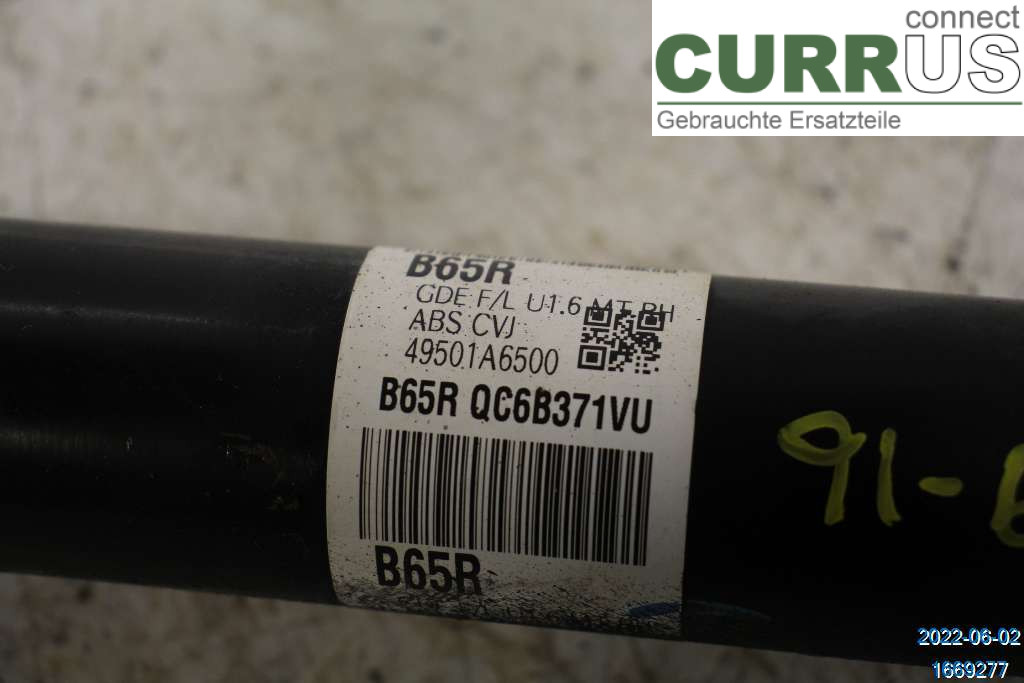 connect
CURRUS
Gebrauchte Ersatzteile
B65R
GDE F/L U1.6 MT RH
ABS CVJ
49501A6500
B65R QC6B371VU
B65R
91-
2022-06-02
1669277